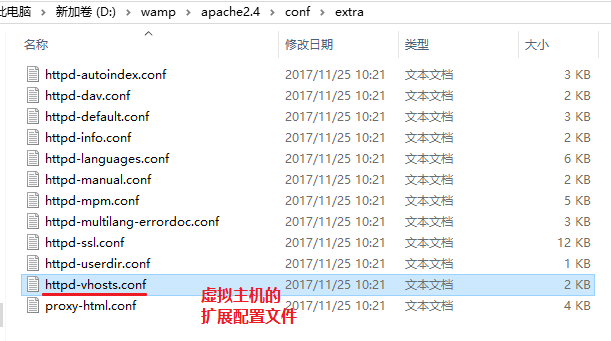 此电脑 > 新加卷 (D:) > wamp > apache2.4 > conf > extra
名称 修改日期 类型 大小
httpd-autoindex.conf 2017/11/25 10:21 文本文档 3 KB
httpd-dav.conf 2017/11/25 10:21 文本文档 2 KB
httpd-default.conf 2017/11/25 10:21 文本文档 3 KB
httpd-info.conf 2017/11/25 10:21 文本文档 2 KB
httpd-languages.conf 2017/11/25 10:21 文本文档 6 KB
httpd-manual.conf 2017/11/25 10:21 文本文档 2 KB
httpd-mpm.conf 2017/11/25 10:21 文本文档 5 KB
httpd-multilang-errordoc.conf 2017/11/25 10:21 文本文档 3 KB
httpd-ssl.conf 2017/11/25 10:21 文本文档 12 KB
httpd-userdir.conf 2017/11/25 10:21 文本文档 1 KB
httpd-vhosts.conf 2017/11/25 10:21 文本文档 2 KB
proxy-html.conf 2017/11/25 10:21 文本文档 4 KB
虚拟主机的
扩展配置文件